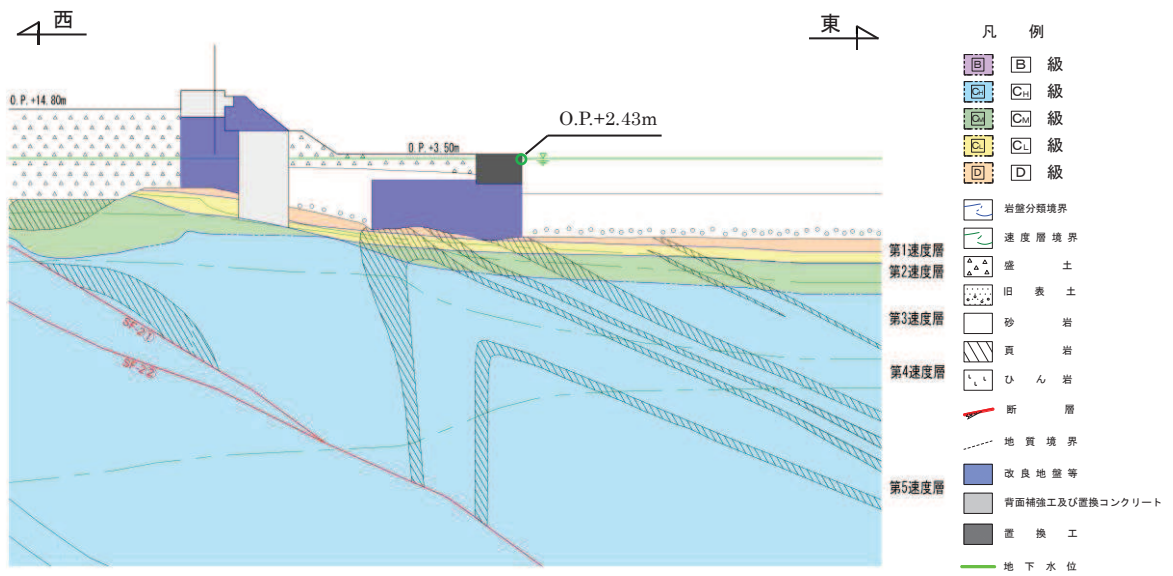 西
東
O.P.+14.80m
O.P.+2.43m
O.P.+3.50m
SF-2①
SF-2②
第1速度層
第2速度層
第3速度層
第4速度層
第5速度層
凡 例
B B 級
CH CH 級
CM CM 級
CL CL 級
D D 級
岩盤分類境界
速度層境界
盛 土
旧 表 土
砂 岩
頁 岩
ひ ん 岩
断 層
地 質 境 界
改 良 地 盤 等
背面補強工及び置換コンクリート
置 換 工
地 下 水 位